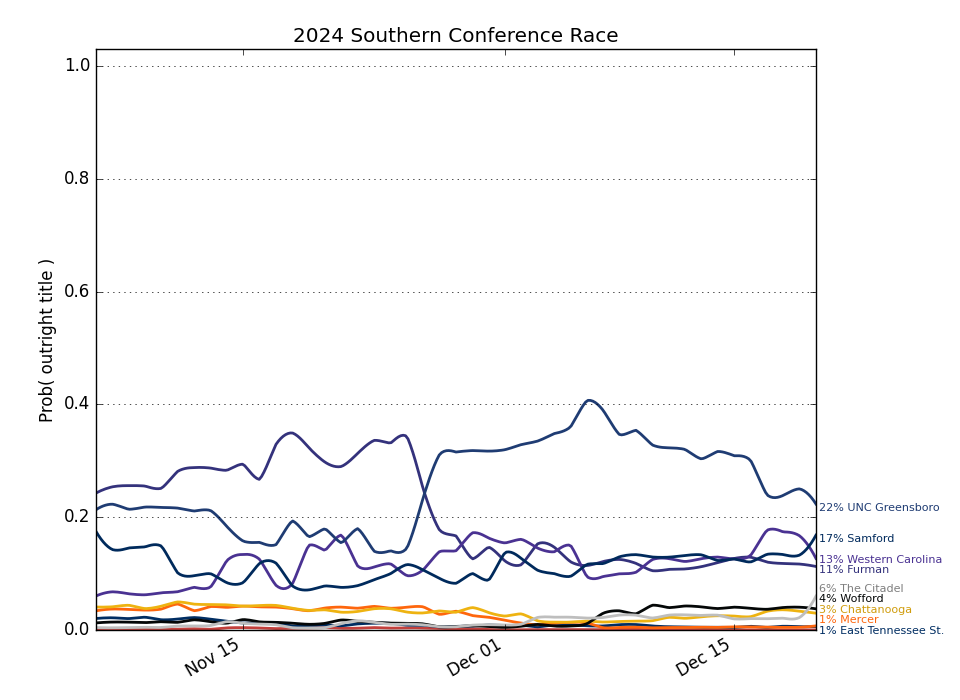 2024 Southern Conference Race
Prob( outright title )
1.0
0.8
0.6
0.4
0.2
0.0
Nov 15
Dec 01
Dec 15
22% UNC Greensboro
17% Samford
13% Western Carolina
11% Furman
6% The Citadel
4% Wofford
3% Chattanooga
1% Mercer
1% East Tennessee St.